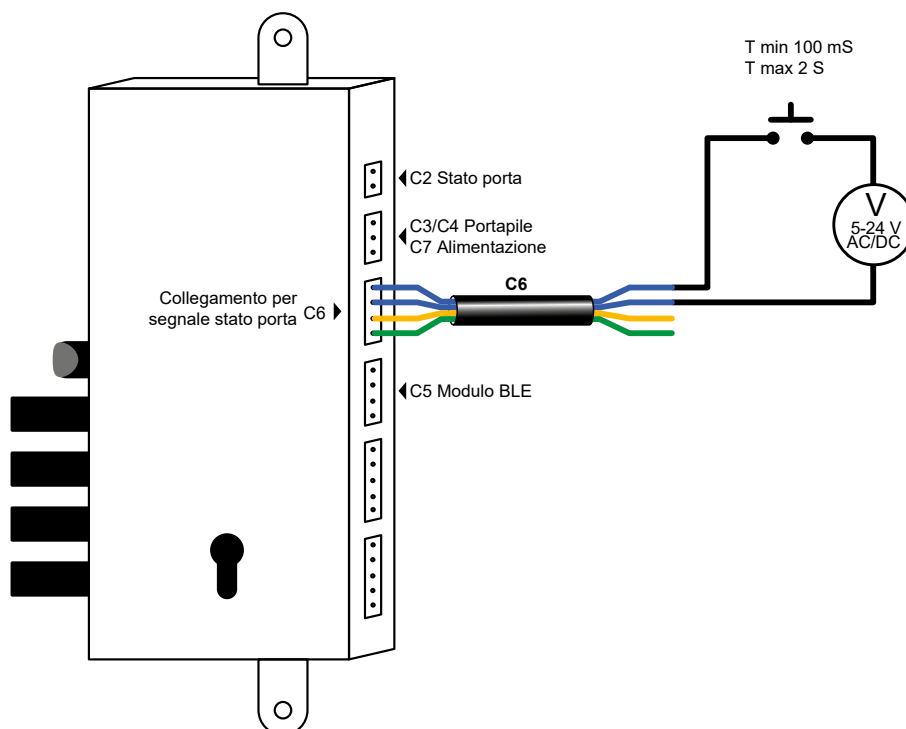 T min 100 mS
T max 2 S
C2 Stato porta
C3/C4 Portapile
C7 Alimentazione
V
5-24 V
AC/DC
C6
Collegamento per
segnale stato porta C6
C5 Modulo BLE